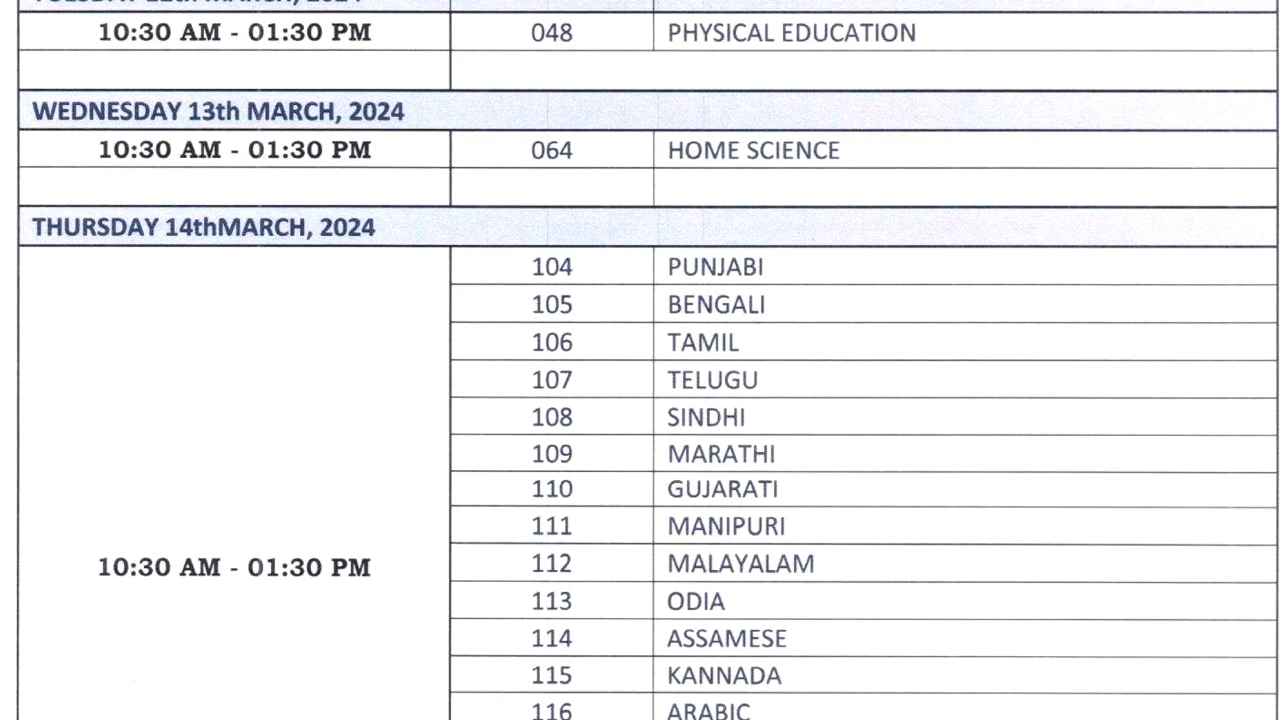 10:30 AM - 01:30 PM 048 PHYSICAL EDUCATION
WEDNESDAY 13th MARCH, 2024
10:30 AM - 01:30 PM 064 HOME SCIENCE
THURSDAY 14thMARCH, 2024
104 PUNJABI
105 BENGALI
106 TAMIL
107 TELUGU
108 SINDHI
109 MARATHI
110 GUJARATI
111 MANIPURI
10:30 AM - 01:30 PM 112 MALAYALAM
113 ODIA
114 ASSAMESE
115 KANNADA
116 ARABIC